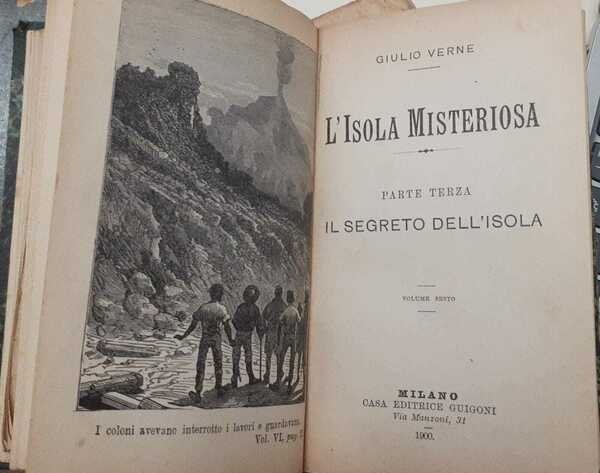 I coloni avevano interrotto i lavori e guardavano.
Vol. VI, pag.
GIULIO VERNE
L'ISOLA MISTERIOSA
PARTE TERZA
IL SEGRETO DELL'ISOLA
VOLUME SESTO
MILANO
CASA EDITRICE GUIGONI
Via Manzoni, 31
1900.